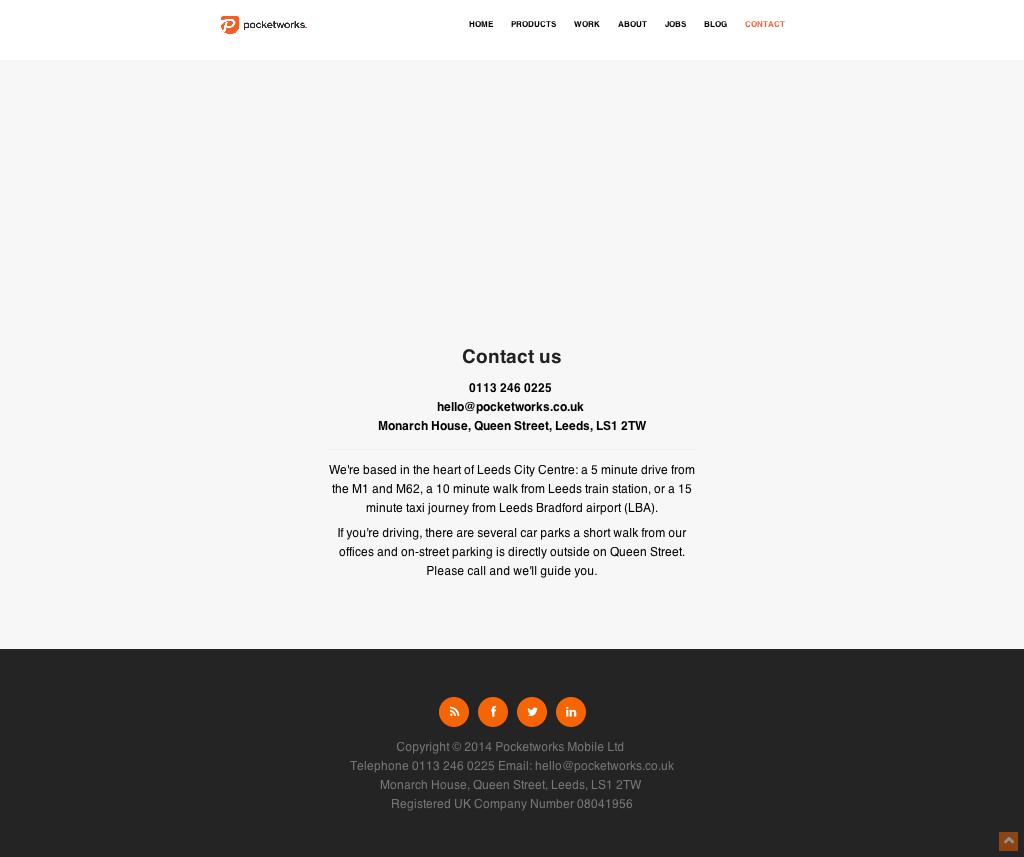 pocketworks.
HOME PRODUCTS WORK ABOUT JOBS BLOG CONTACT
Contact us
0113 246 0225
hello@pocketworks.co.uk
Monarch House, Queen Street, Leeds, LS1 2TW
We're based in the heart of Leeds City Centre: a 5 minute drive from
the M1 and M62, a 10 minute walk from Leeds train station, or a 15
minute taxi journey from Leeds Bradford airport (LBA).
If you're driving, there are several car parks a short walk from our
offices and on-street parking is directly outside on Queen Street.
Please call and we'll guide you.
Copyright © 2014 Pocketworks Mobile Ltd
Telephone 0113 246 0225 Email: hello@pocketworks.co.uk
Monarch House, Queen Street, Leeds, LS1 2TW
Registered UK Company Number 08041956